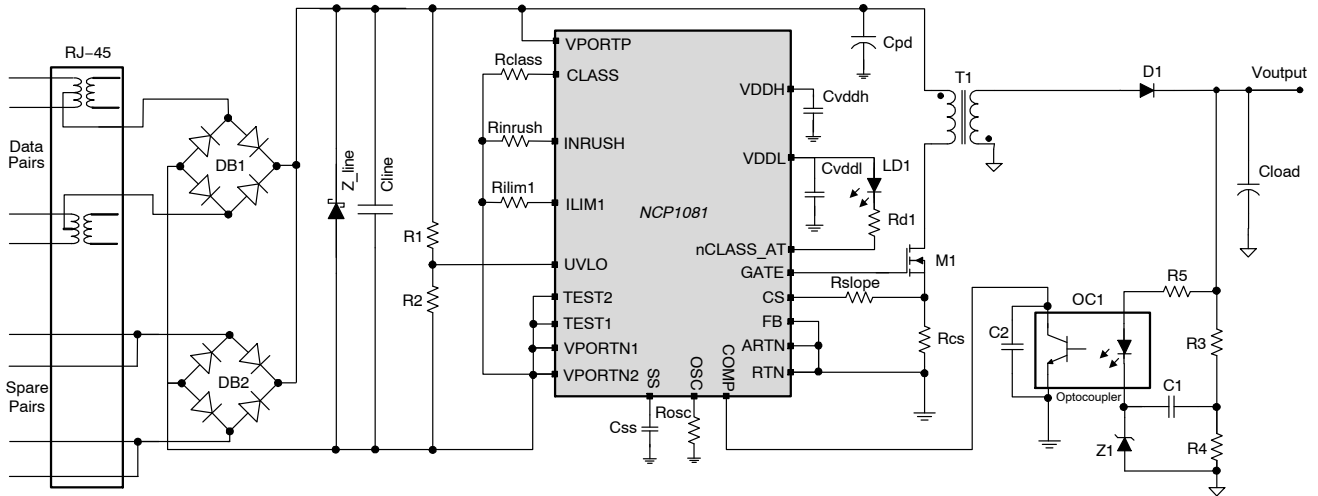 RJ-45
Data
Pairs
Spare
Pairs
DB1
DB2
Z_line
Cline
R1
R2
Rclass
Rinrush
Rilim1
VPORTP
CLASS
INRUSH
ILIM1
UVLO
TEST2
TEST1
VPORTN1
VPORTN2
NCP1081
VDDH
VDDL
nCLASS_AT
GATE
CS
FB
ARTN
RTN
SS
OSC
COMP
Css
Rosc
Cpd
Cvddh
Cvddl
LD1
Rd1
M1
Rslope
Rcs
T1
D1
Voutput
Cload
R5
OC1
C2
Optocoupler
R3
C1
Z1
R4